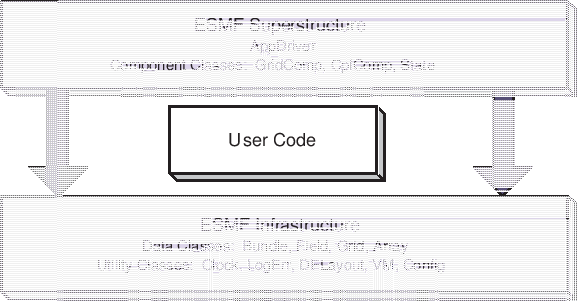 ESMF Superstructure
AppDriver
Component Classes: GridComp, CplComp, State
User Code
ESMF Infrastructure
Data Classes: Bundle, Field, Grid, Array
Utility Classes: Clock, LogErr, DELayout, VM, Config